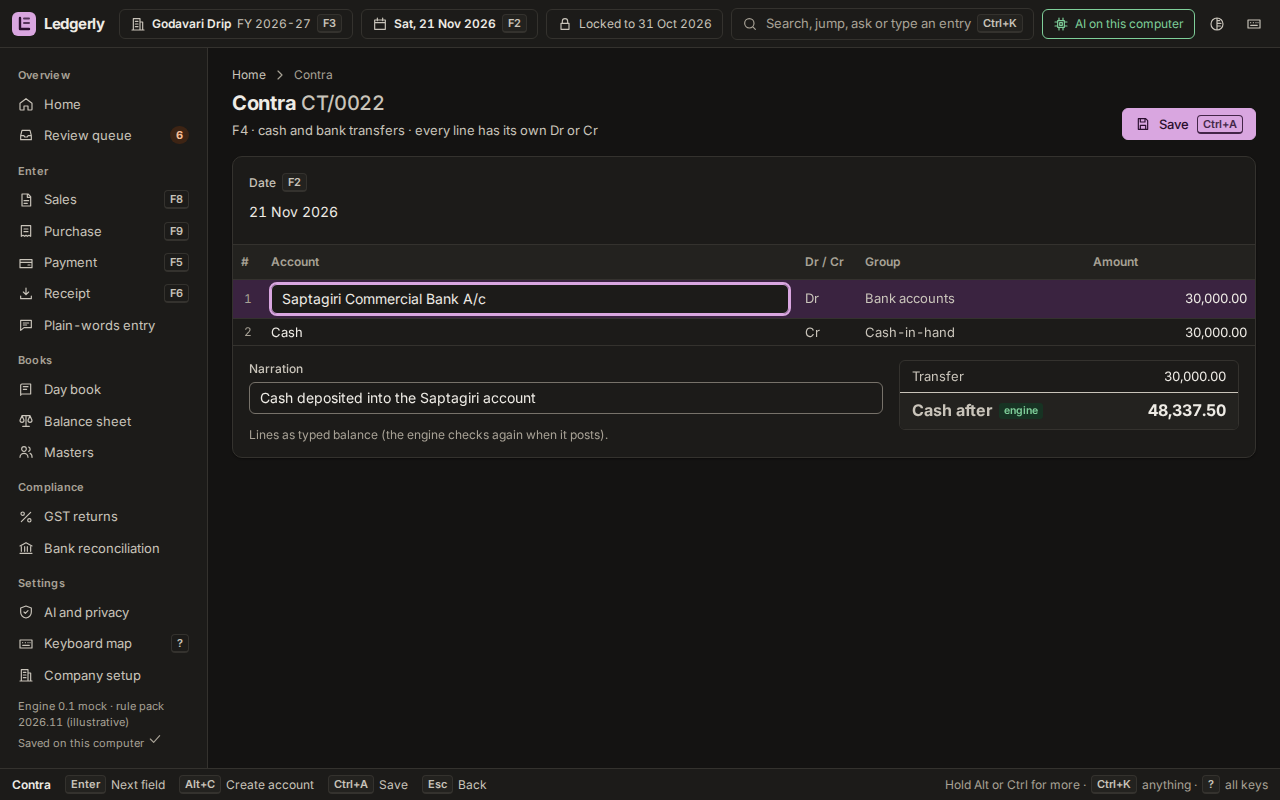 Ledgerly
Godavari Drip FY 2026-27 F3
Sat, 21 Nov 2026 F2
Locked to 31 Oct 2026
Search, jump, ask or type an entry Ctrl+K
AI on this computer
Overview
Home
Review queue 6
Enter
Sales F8
Purchase F9
Payment F5
Receipt F6
Plain-words entry
Books
Day book
Balance sheet
Masters
Compliance
GST returns
Bank reconciliation
Settings
AI and privacy
Keyboard map ?
Company setup
Engine 0.1 mock · rule pack
2026.11 (illustrative)
Saved on this computer
Home Contra
Contra CT/0022
F4 · cash and bank transfers · every line has its own Dr or Cr
Save Ctrl+A
Date F2
21 Nov 2026
# Account Dr / Cr Group Amount
1 Saptagiri Commercial Bank A/c Dr Bank accounts 30,000.00
2 Cash Cr Cash-in-hand 30,000.00
Narration
Cash deposited into the Saptagiri account
Lines as typed balance (the engine checks again when it posts).
Transfer 30,000.00
Cash after engine 48,337.50
Contra Enter Next field Alt+C Create account Ctrl+A Save Esc Back
Hold Alt or Ctrl for more · Ctrl+K anything · ? all keys